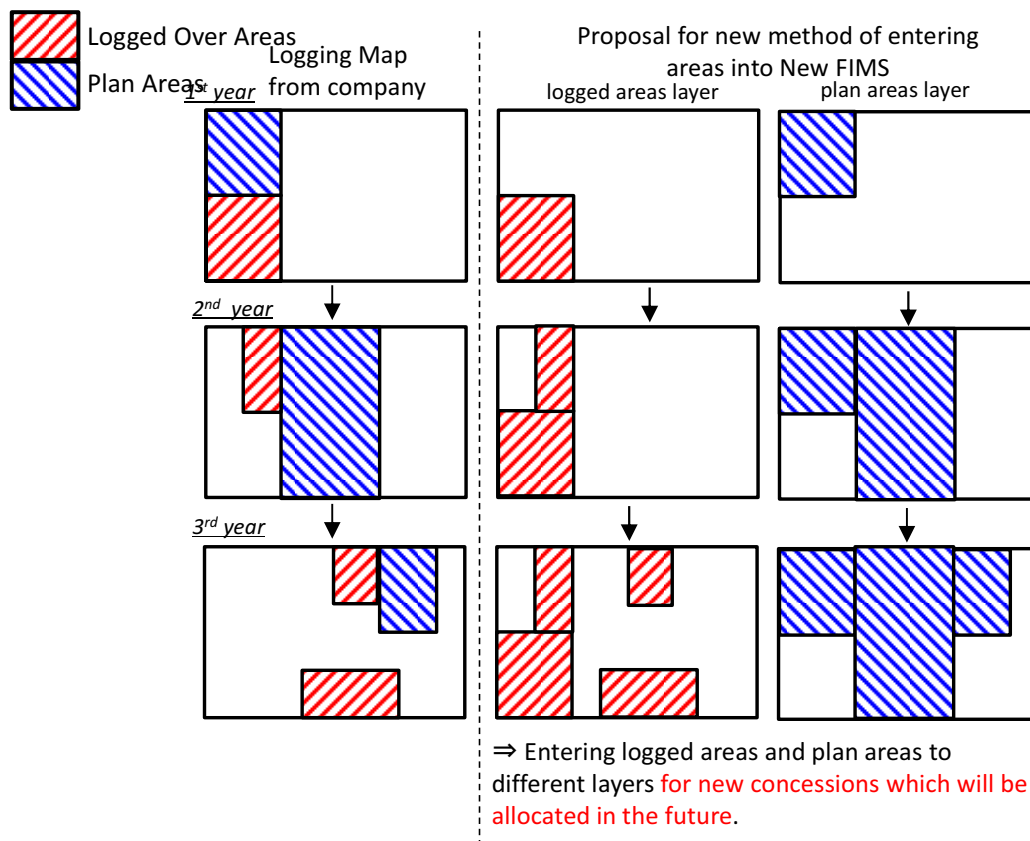 Logged Over Areas
Plan Areas
Logging Map
from company
Proposal for new method of entering
areas into New FIMS
logged areas layer
plan areas layer
1st year
2nd year
3rd year
⇒ Entering logged areas and plan areas to
different layers for new concessions which will be
allocated in the future.